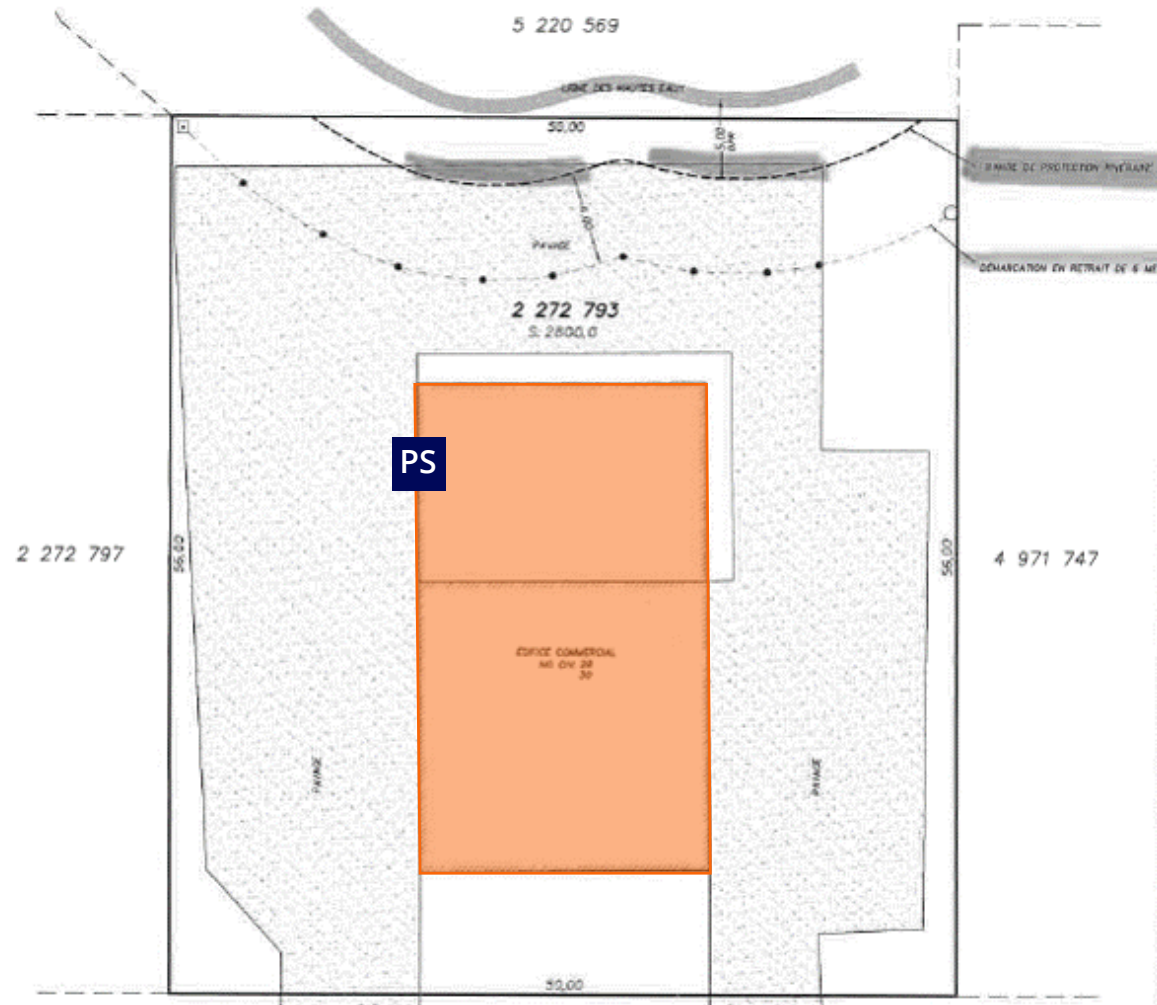 5 220 569
LIGNE DES HAUTES EAUX
50,00
5,00
BANDE DE PROTECTION RIVERAINE
PAVAGE
DÉMARCATION EN RETRAIT DE 6 MÈ
2 272 793
S: 2800,0
PS
2 272 797
56,00
56,00
4 971 747
ÉDIFICE COMMERCIAL
30
PAVAGE
PAVAGE
50,00